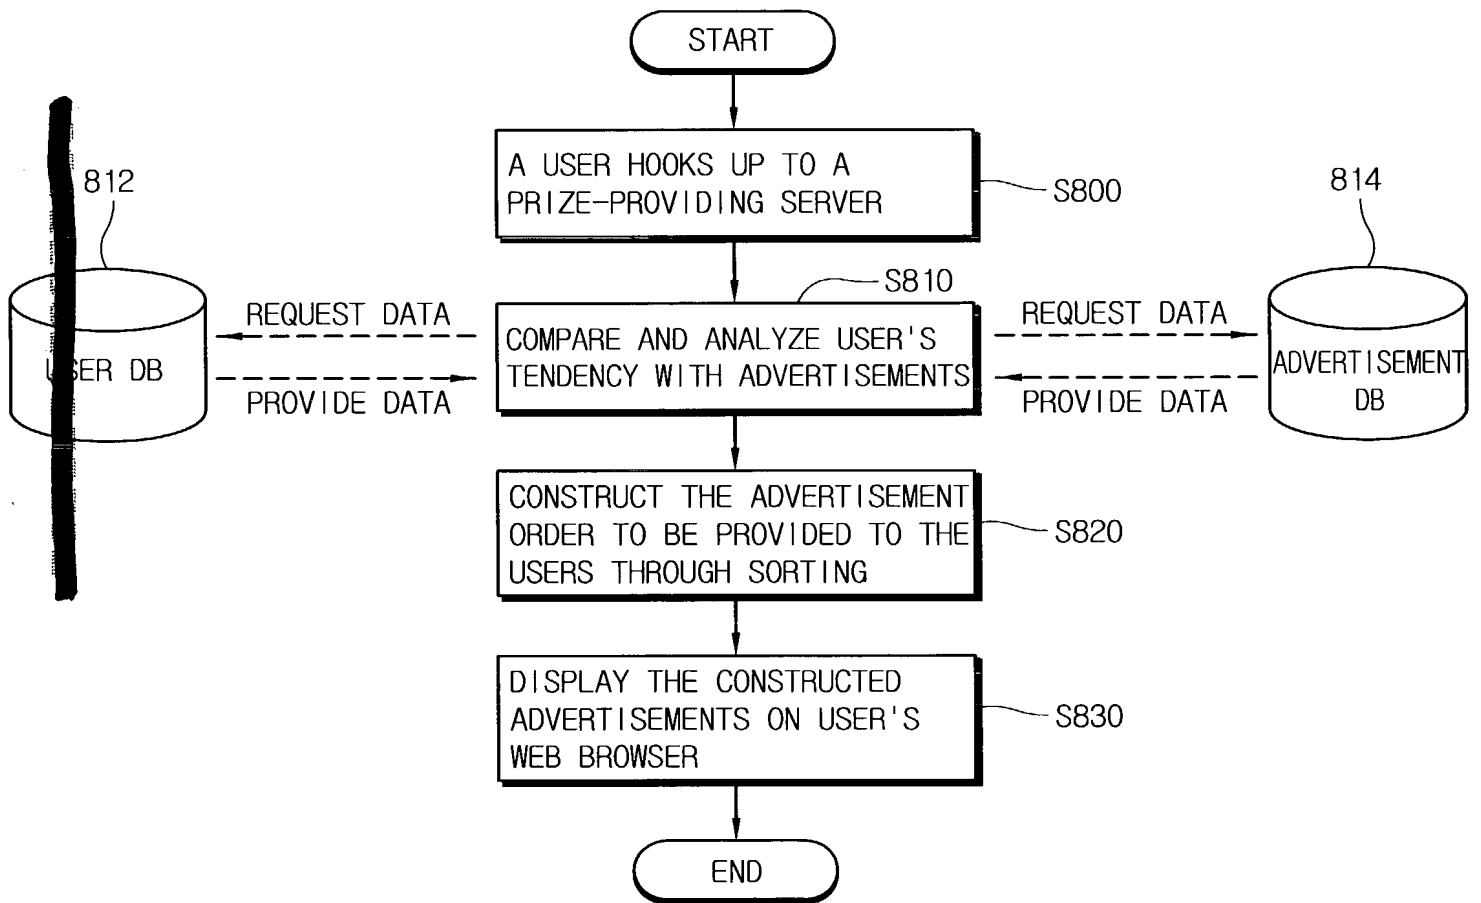 START
A USER HOOKS UP TO A
PRIZE-PROVIDING SERVER
S800
812
814
S810
REQUEST DATA
REQUEST DATA
COMPARE AND ANALYZE USER'S
TENDENCY WITH ADVERTISEMENTS
USER DB
ADVERTISEMENT
DB
PROVIDE DATA
PROVIDE DATA
CONSTRUCT THE ADVERTISEMENT
ORDER TO BE PROVIDED TO THE
USERS THROUGH SORTING
S820
DISPLAY THE CONSTRUCTED
ADVERTISEMENTS ON USER'S
WEB BROWSER
S830
END